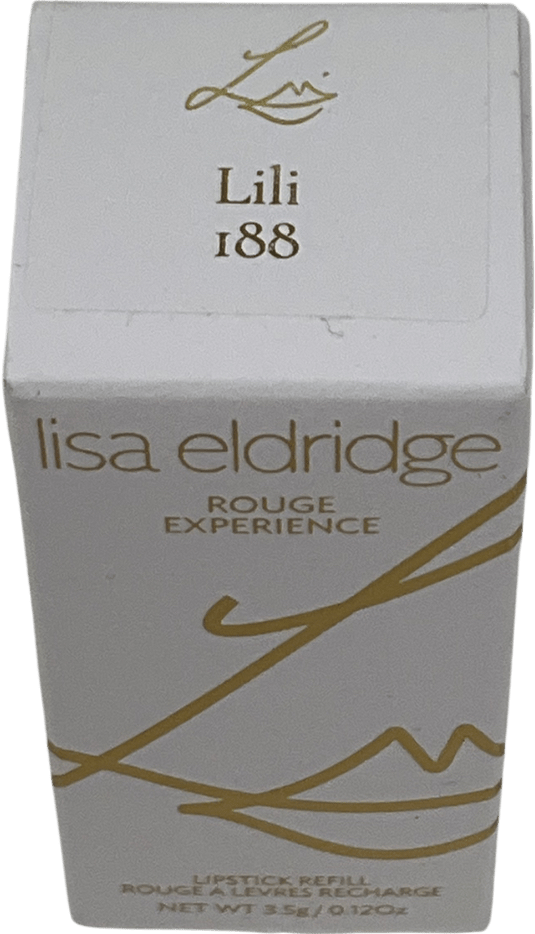 Lili
188
lisa eldridge
ROUGE
EXPERIENCE
LIPSTICK REFILL
ROUGE A LEVRES RECHARGE
NET WT 3.5g / 0.12Oz